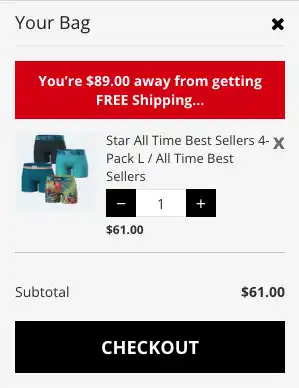 Your Bag
You're $89.00 away from getting
FREE Shipping...
Star All Time Best Sellers 4-
Pack L / All Time Best
Sellers
X
− 1 +
$61.00
Subtotal $61.00
CHECKOUT